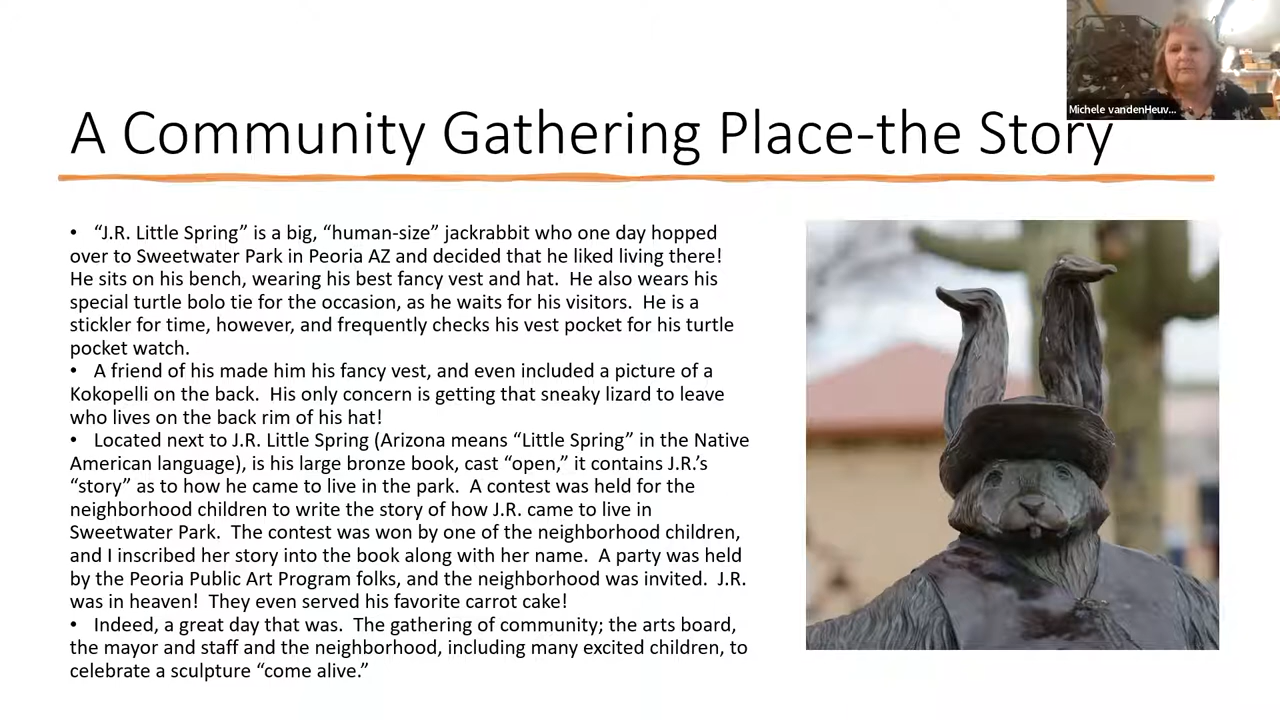 Michele vandenHeuv...
A Community Gathering Place-the Story
• “J.R. Little Spring” is a big, “human-size” jackrabbit who one day hopped
over to Sweetwater Park in Peoria AZ and decided that he liked living there!
He sits on his bench, wearing his best fancy vest and hat.  He also wears his
special turtle bolo tie for the occasion, as he waits for his visitors.  He is a
stickler for time, however, and frequently checks his vest pocket for his turtle
pocket watch.
• A friend of his made him his fancy vest, and even included a picture of a
Kokopelli on the back.  His only concern is getting that sneaky lizard to leave
who lives on the back rim of his hat!
• Located next to J.R. Little Spring (Arizona means “Little Spring” in the Native
American language), is his large bronze book, cast “open,” it contains J.R.’s
“story” as to how he came to live in the park.  A contest was held for the
neighborhood children to write the story of how J.R. came to live in
Sweetwater Park.  The contest was won by one of the neighborhood children,
and I inscribed her story into the book along with her name.  A party was held
by the Peoria Public Art Program folks, and the neighborhood was invited.  J.R.
was in heaven!  They even served his favorite carrot cake!
• Indeed, a great day that was.  The gathering of community; the arts board,
the mayor and staff and the neighborhood, including many excited children, to
celebrate a sculpture “come alive.”